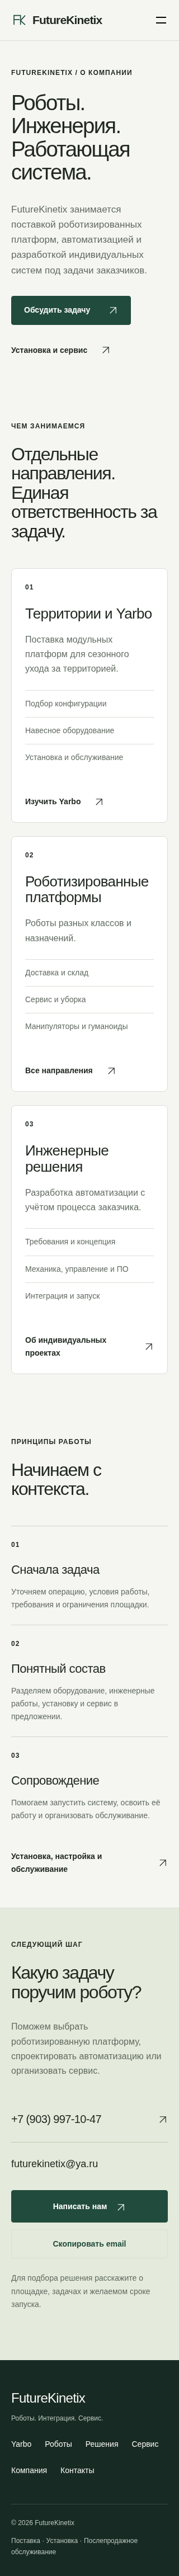 FutureKinetix
FUTUREKINETIX / О КОМПАНИИ
Роботы.
Инженерия.
Работающая
система.
FutureKinetix занимается
поставкой роботизированных
платформ, автоматизацией и
разработкой индивидуальных
систем под задачи заказчиков.
Обсудить задачу
Установка и сервис
ЧЕМ ЗАНИМАЕМСЯ
Отдельные
направления.
Единая
ответственность за
задачу.
01
Территории и Yarbo
Поставка модульных
платформ для сезонного
ухода за территорией.
Подбор конфигурации
Навесное оборудование
Установка и обслуживание
Изучить Yarbo
02
Роботизированные
платформы
Роботы разных классов и
назначений.
Доставка и склад
Сервис и уборка
Манипуляторы и гуманоиды
Все направления
03
Инженерные
решения
Разработка автоматизации с
учётом процесса заказчика.
Требования и концепция
Механика, управление и ПО
Интеграция и запуск
Об индивидуальных
проектах
ПРИНЦИПЫ РАБОТЫ
Начинаем с
контекста.
01
Сначала задача
Уточняем операцию, условия работы,
требования и ограничения площадки.
02
Понятный состав
Разделяем оборудование, инженерные
работы, установку и сервис в
предложении.
03
Сопровождение
Помогаем запустить систему, освоить её
работу и организовать обслуживание.
Установка, настройка и
обслуживание
СЛЕДУЮЩИЙ ШАГ
Какую задачу
поручим роботу?
Поможем выбрать
роботизированную платформу,
спроектировать автоматизацию или
организовать сервис.
+7 (903) 997-10-47
futurekinetix@ya.ru
Написать нам
Скопировать email
Для подбора решения расскажите о
площадке, задачах и желаемом сроке
запуска.
FutureKinetix
Роботы. Интеграция. Сервис.
Yarbo Роботы Решения Сервис
Компания Контакты
© 2026 FutureKinetix
Поставка · Установка · Послепродажное
обслуживание